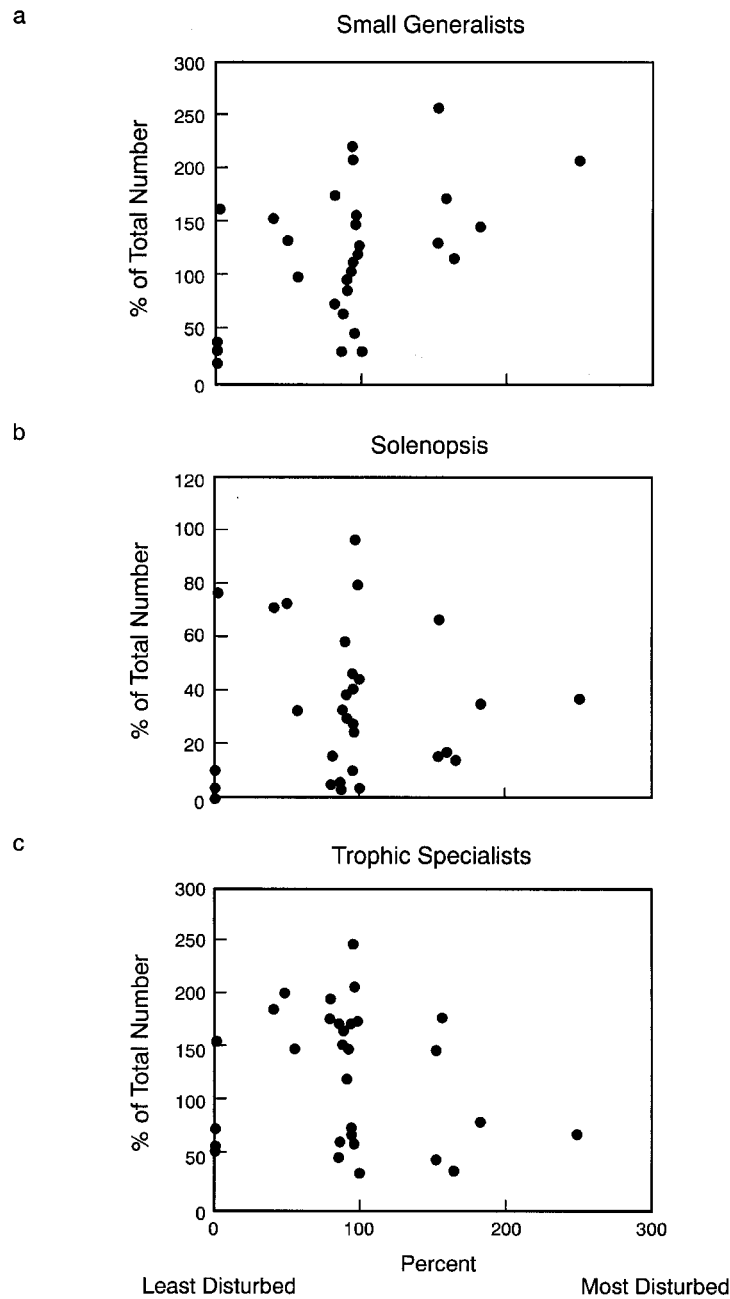 a
Small Generalists
300
250
200
150
100
50
0
% of Total Number
b
Solenopsis
120
100
80
60
40
20
0
% of Total Number
c
Trophic Specialists
300
250
200
150
100
50
0
% of Total Number
0 100 200 300
Percent
Least Disturbed Most Disturbed